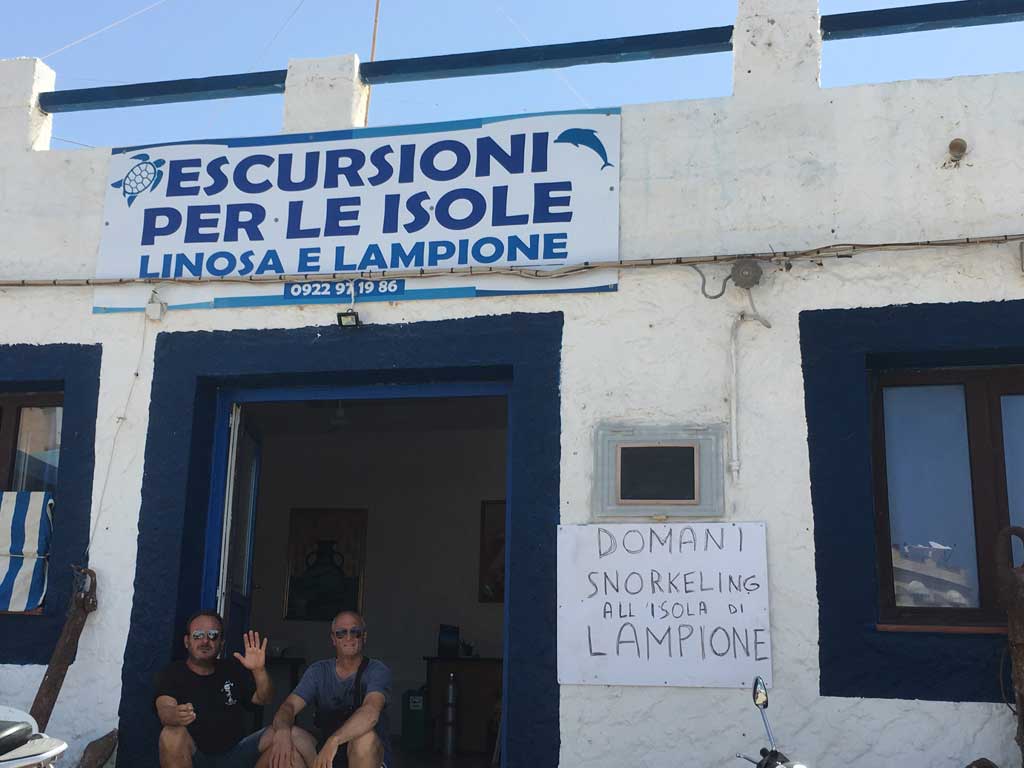 ESCURSIONI
PER LE ISOLE
LINOSA E LAMPIONE
0922 97 19 86
DOMANI
SNORKELING
ALL'ISOLA DI
LAMPIONE